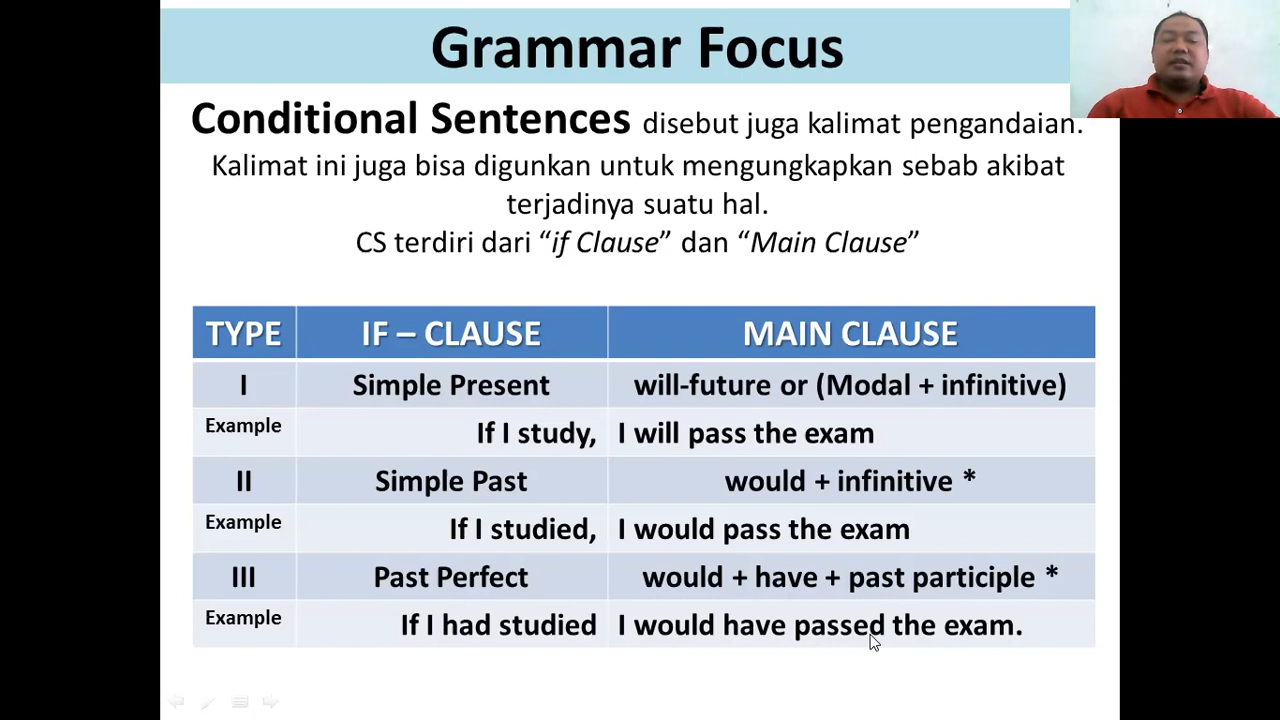 Grammar Focus
Conditional Sentences disebut juga kalimat pengandaian.
Kalimat ini juga bisa digunkan untuk mengungkapkan sebab akibat
terjadinya suatu hal.
CS terdiri dari “if Clause” dan “Main Clause”
TYPE IF – CLAUSE MAIN CLAUSE
I Simple Present will-future or (Modal + infinitive)
Example If I study, I will pass the exam
II Simple Past would + infinitive *
Example If I studied, I would pass the exam
III Past Perfect would + have + past participle *
Example If I had studied I would have passed the exam.